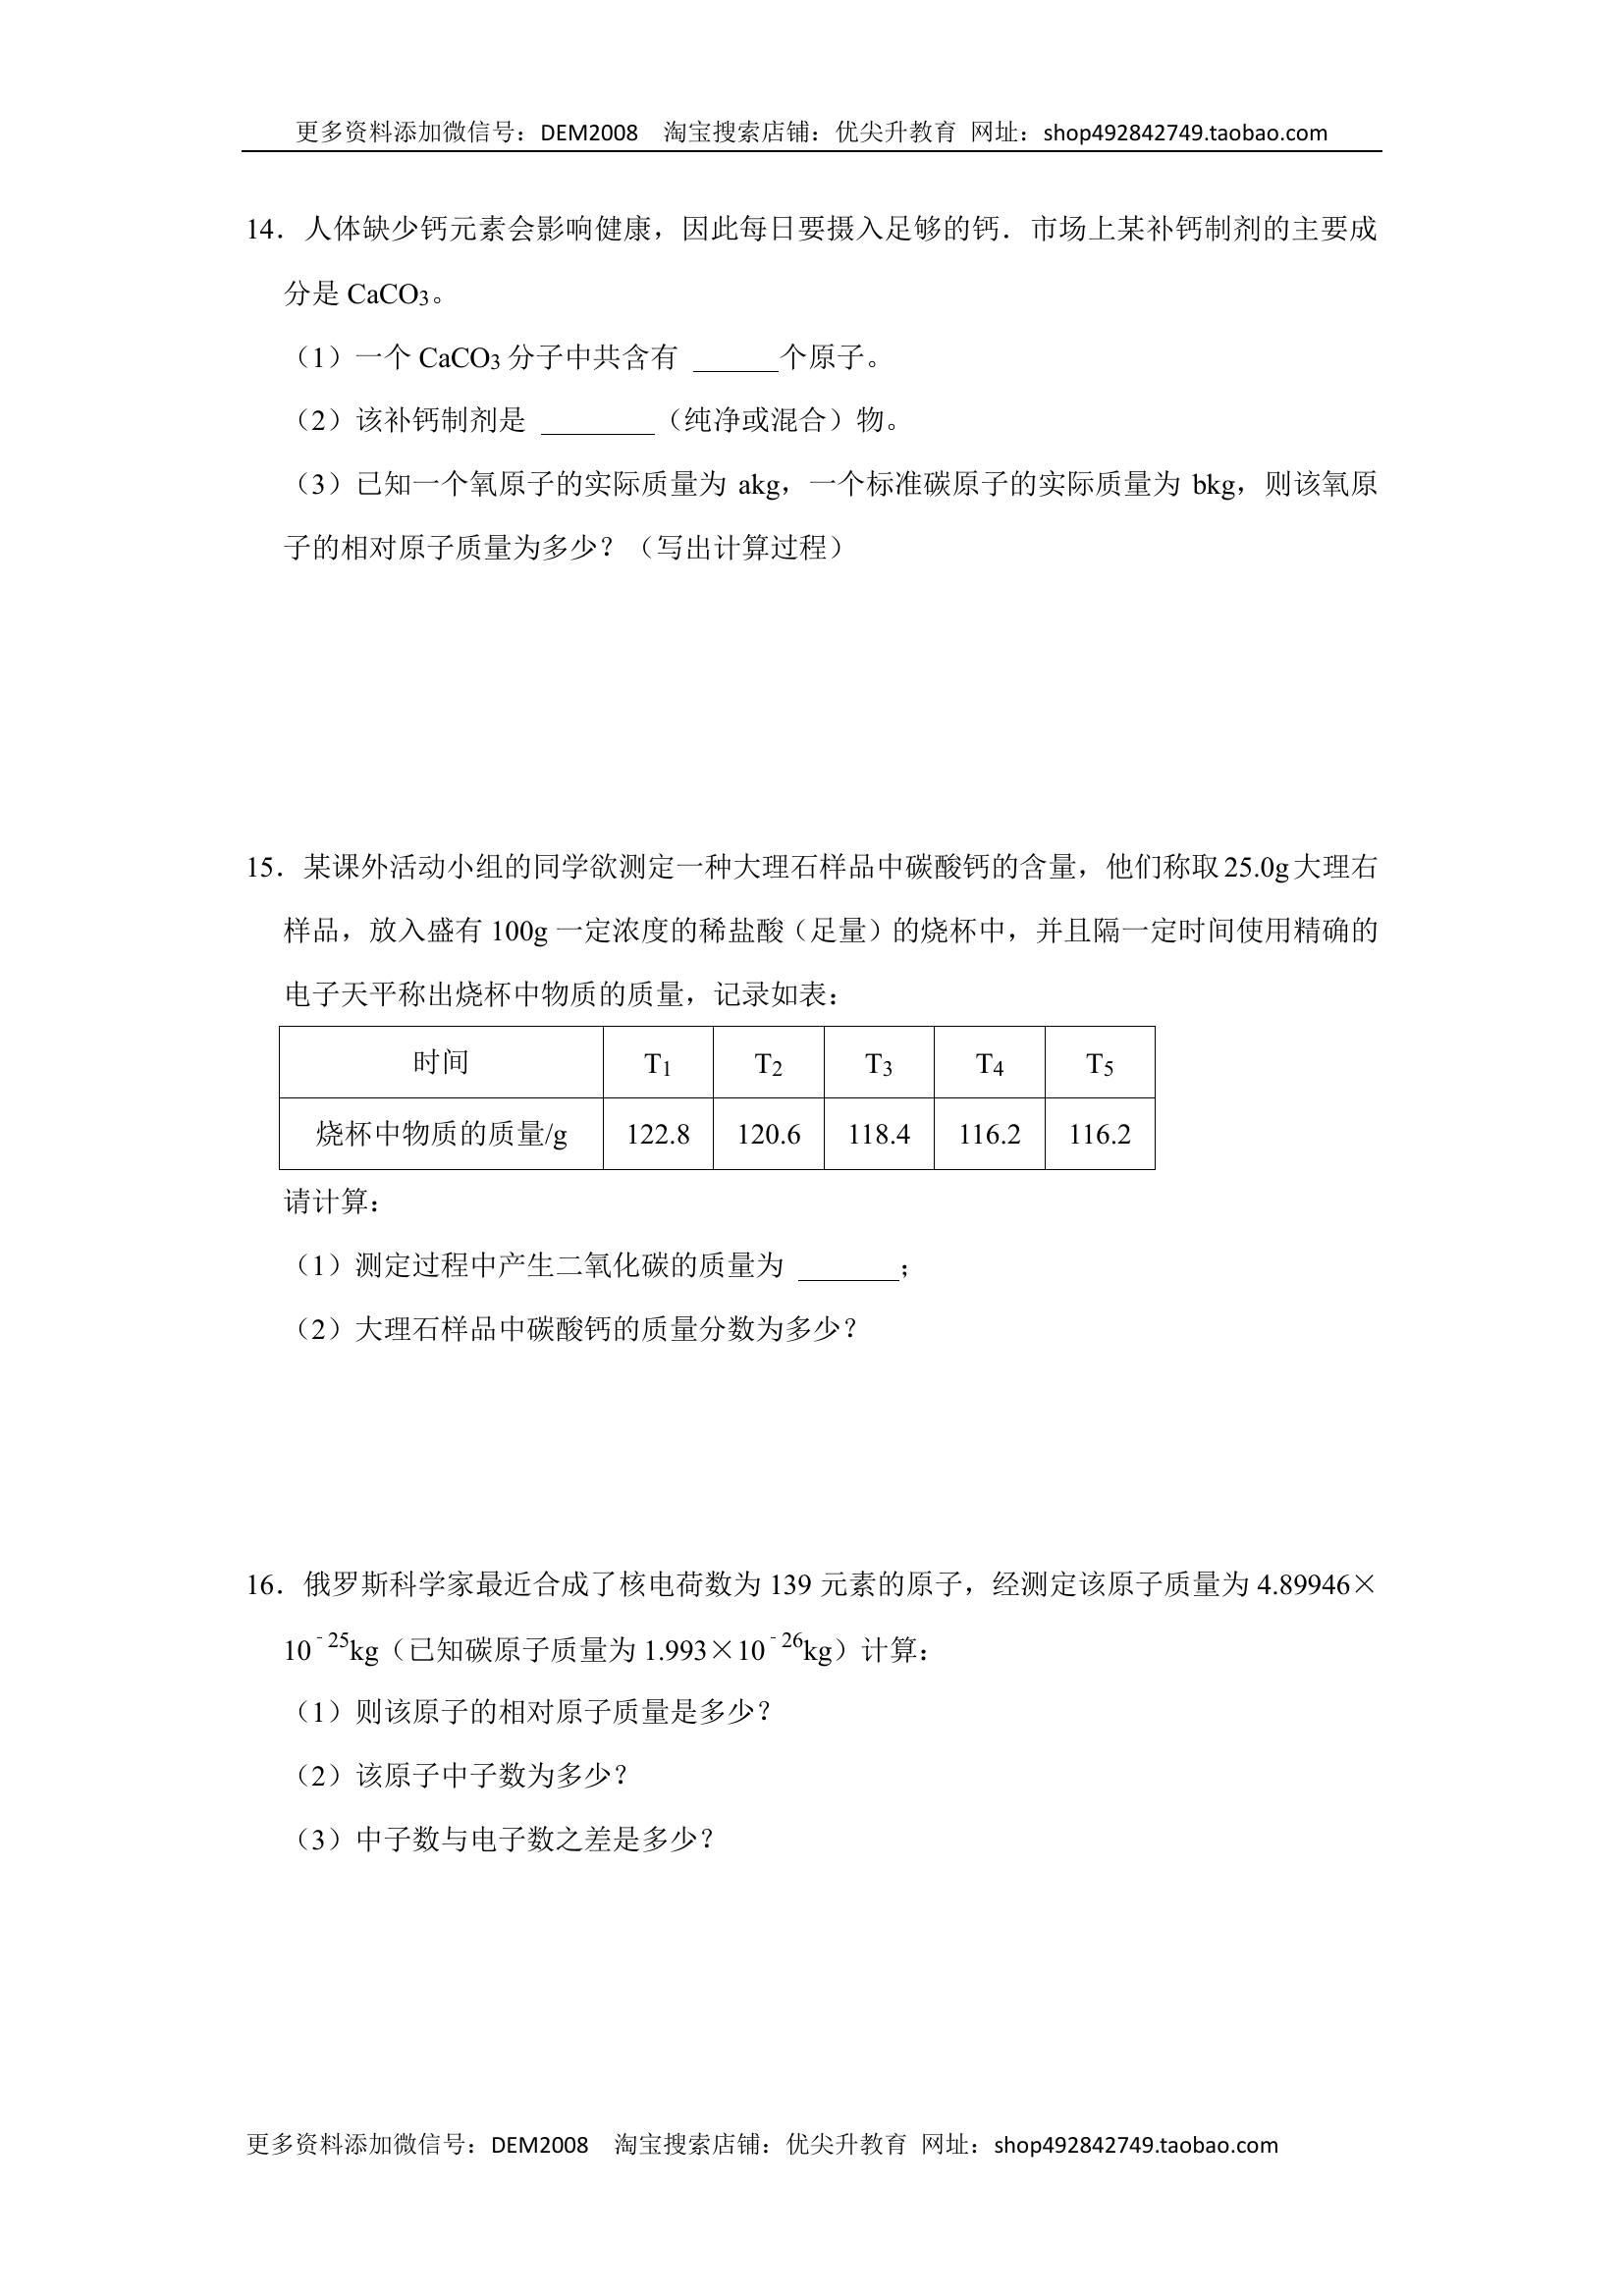 更多资料添加微信号：DEM2008 淘宝搜索店铺：优尖升教育 网址：shop492842749.taobao.com
14．人体缺少钙元素会影响健康，因此每日要摄入足够的钙．市场上某补钙制剂的主要成
分是 CaCO3。
（1）一个 CaCO3 分子中共含有 ______个原子。
（2）该补钙制剂是 ________（纯净或混合）物。
（3）已知一个氧原子的实际质量为 akg，一个标准碳原子的实际质量为 bkg，则该氧原
子的相对原子质量为多少？（写出计算过程）
15．某课外活动小组的同学欲测定一种大理石样品中碳酸钙的含量，他们称取 25.0g 大理右
样品，放入盛有 100g 一定浓度的稀盐酸（足量）的烧杯中，并且隔一定时间使用精确的
电子天平称出烧杯中物质的质量，记录如表：
时间 T1 T2 T3 T4 T5
烧杯中物质的质量/g 122.8 120.6 118.4 116.2 116.2
请计算：
（1）测定过程中产生二氧化碳的质量为 _______；
（2）大理石样品中碳酸钙的质量分数为多少？
16．俄罗斯科学家最近合成了核电荷数为 139 元素的原子，经测定该原子质量为 4.89946×
10﹣25kg（已知碳原子质量为 1.993×10﹣26kg）计算：
（1）则该原子的相对原子质量是多少？
（2）该原子中子数为多少？
（3）中子数与电子数之差是多少？
更多资料添加微信号：DEM2008 淘宝搜索店铺：优尖升教育 网址：shop492842749.taobao.com